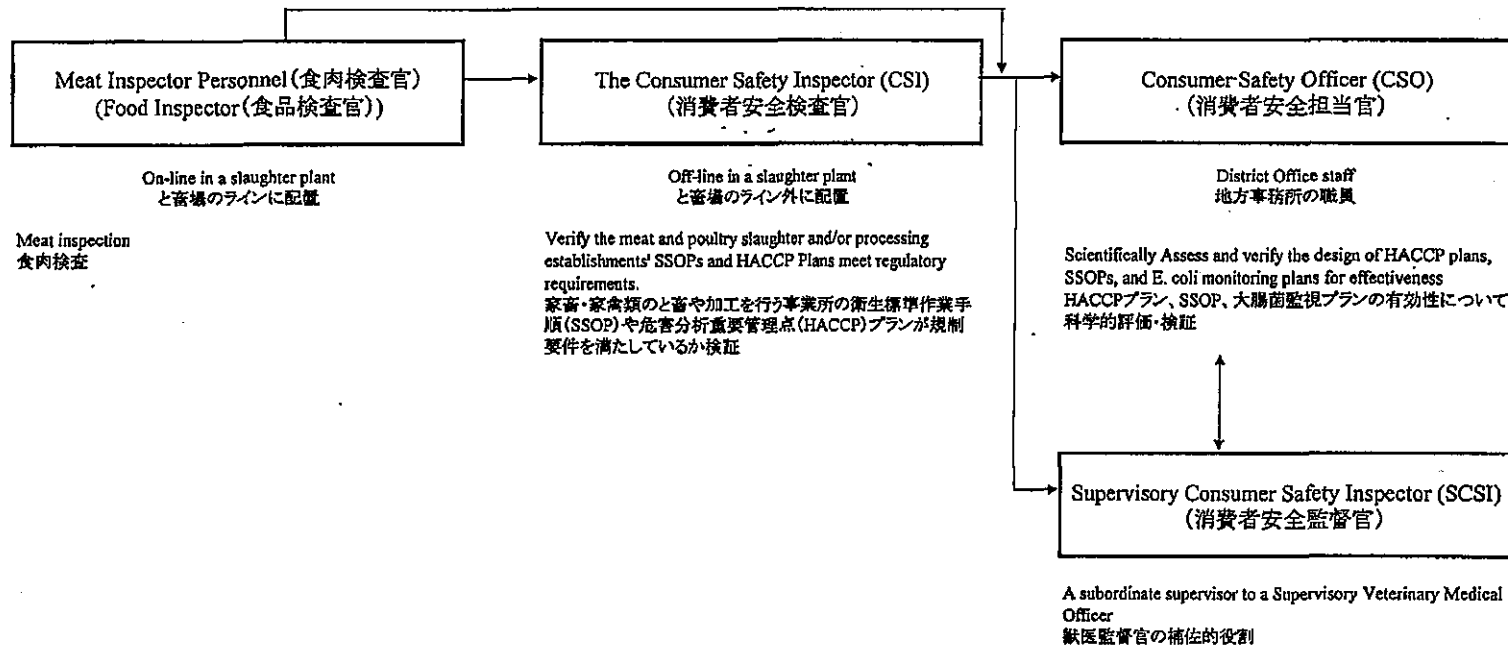 Meat Inspector Personnel(食肉検査官)
(Food Inspector(食品検査官))
The Consumer Safety Inspector (CSI)
(消費者安全検査官)
Consumer Safety Officer (CSO)
(消費者安全担当官)
On-line in a slaughter plant
と畜場のラインに配置
Meat inspection
食肉検査
Off-line in a slaughter plant
と畜場のライン外に配置
Verify the meat and poultry slaughter and/or processing
establishments' SSOPs and HACCP Plans meet regulatory
requirements.
家畜・家禽類のと畜や加工を行う事業所の衛生標準作業手
順(SSOP)や危害分析重要管理点(HACCP)プランが規制
要件を満たしているか検証
District Office staff
地方事務所の職員
Scientifically Assess and verify the design of HACCP plans,
SSOPs, and E. coli monitoring plans for effectiveness
HACCPプラン、SSOP、大腸菌監視プランの有効性について
科学的評価・検証
Supervisory Consumer Safety Inspector (SCSI)
(消費者安全監督官)
A subordinate supervisor to a Supervisory Veterinary Medical
Officer
獣医監督官の補佐的役割